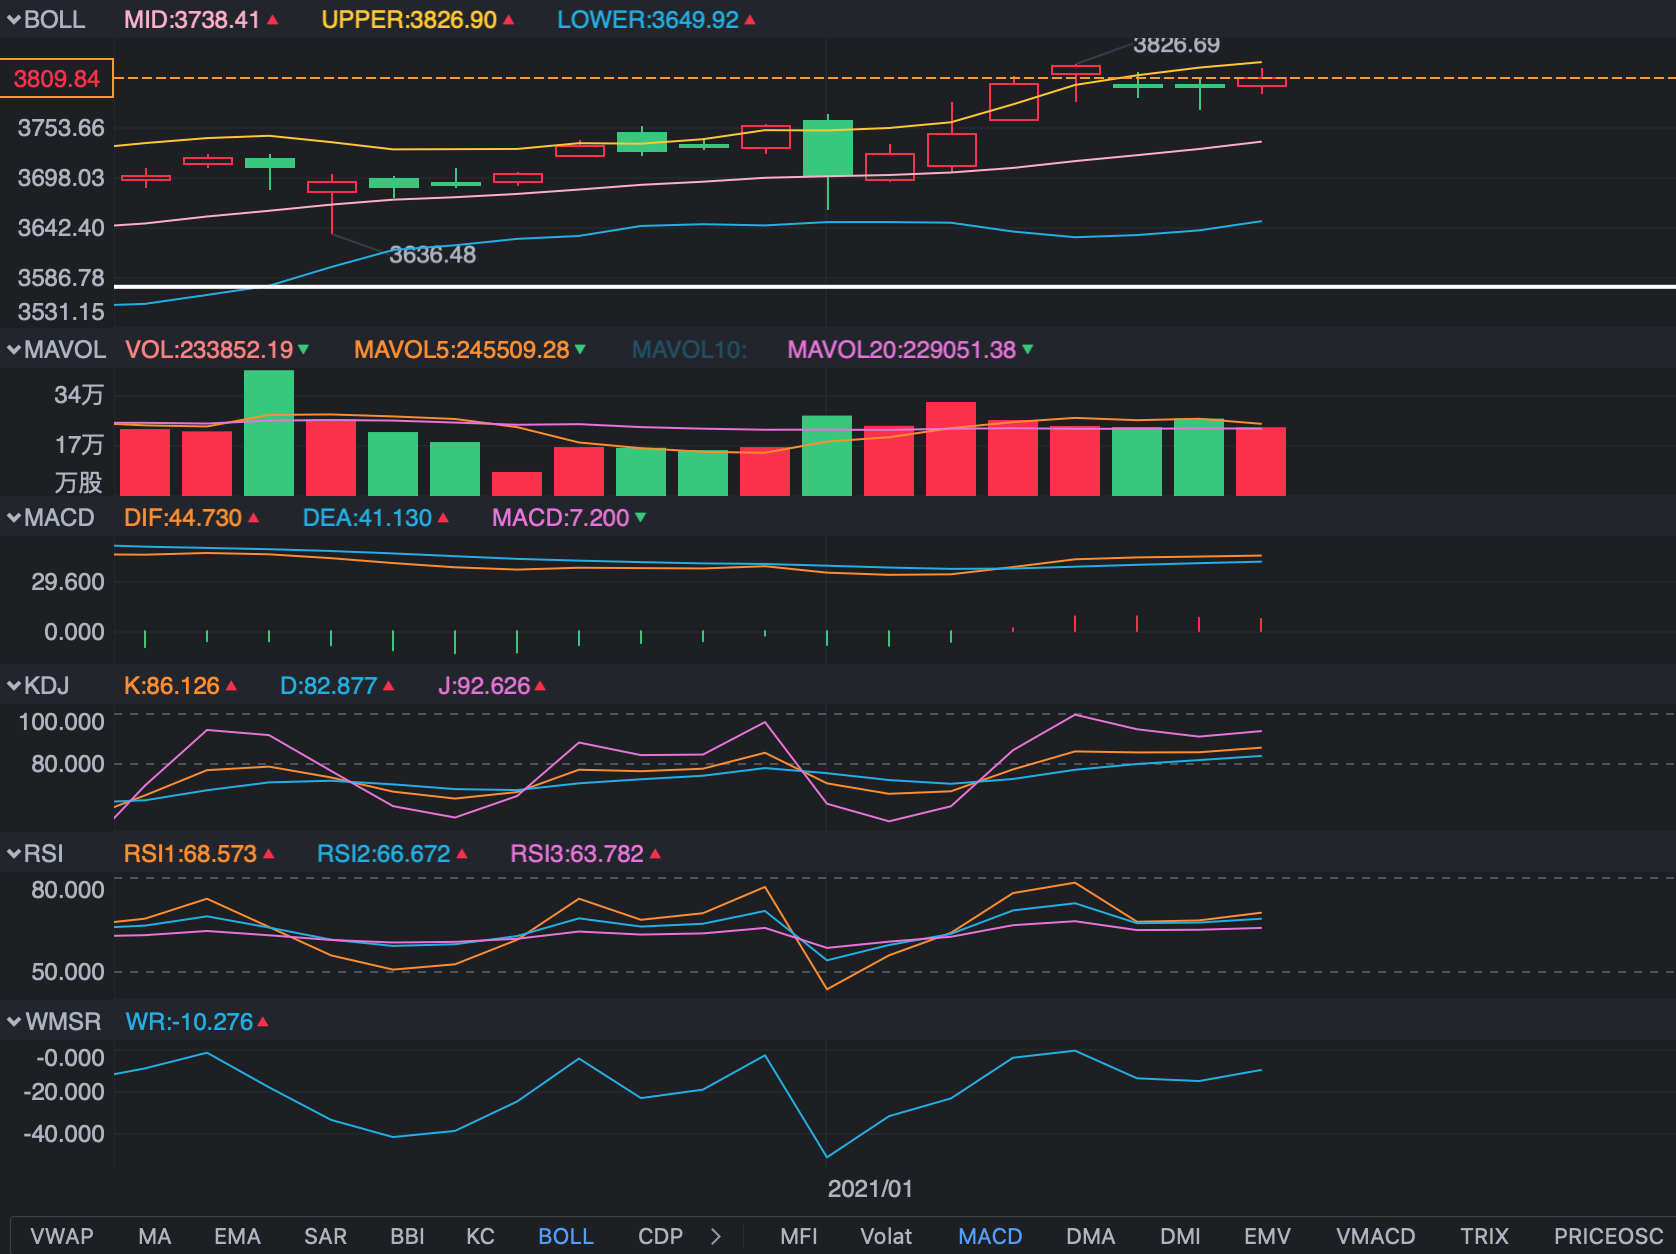 BOLL MID:3738.41 UPPER:3826.90 LOWER:3649.92
3826.69
3809.84
3753.66
3698.03
3642.40
3636.48
3586.78
3531.15
MAVOL VOL:233852.19 MAVOL5:245509.28 MAVOL10: MAVOL20:229051.38
34万
17万
万股
MACD DIF:44.730 DEA:41.130 MACD:7.200
29.600
0.000
KDJ K:86.126 D:82.877 J:92.626
100.000
80.000
RSI RSI1:68.573 RSI2:66.672 RSI3:63.782
80.000
50.000
WMSR WR:-10.276
-0.000
-20.000
-40.000
2021/01
VWAP MA EMA SAR BBI KC BOLL CDP MFI Volat MACD DMA DMI EMV VMACD TRIX PRICEOSC